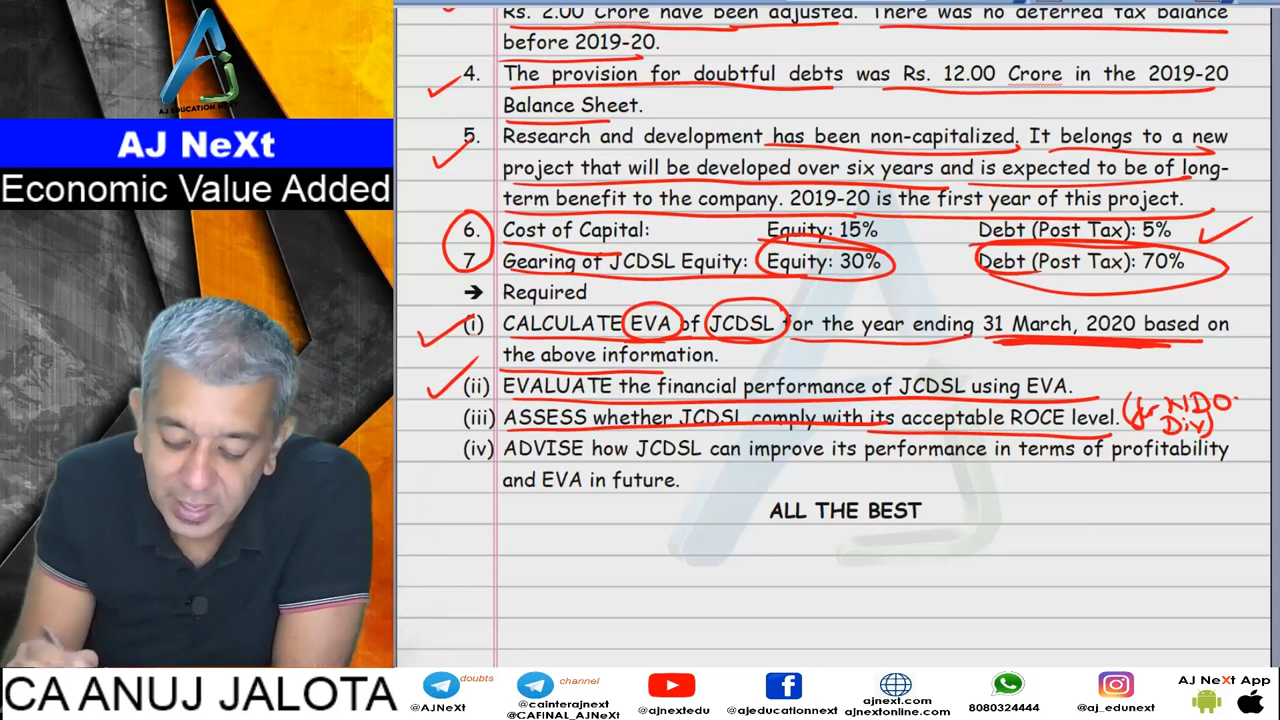 AJ EDUCATION NEXT
AJ NeXt
Economic Value Added
Rs. 2.00 Crore have been adjusted. There was no deferred tax balance
before 2019-20.
4. The provision for doubtful debts was Rs. 12.00 Crore in the 2019-20
Balance Sheet.
5. Research and development has been non-capitalized. It belongs to a new
project that will be developed over six years and is expected to be of long-
term benefit to the company. 2019-20 is the first year of this project.
6. Cost of Capital: Equity: 15% Debt (Post Tax): 5%
7 Gearing of JCDSL Equity: Equity: 30% Debt (Post Tax): 70%
➔ Required
(i) CALCULATE EVA of JCDSL for the year ending 31 March, 2020 based on
the above information.
(ii) EVALUATE the financial performance of JCDSL using EVA.
(iii) ASSESS whether JCDSL comply with its acceptable ROCE level. (for NDO.
Div)
(iv) ADVISE how JCDSL can improve its performance in terms of profitability
and EVA in future.
ALL THE BEST
CA ANUJ JALOTA
doubts
@AJNeXt
channel
@cainterajnext
@CAFINAL_AJNeXt
@ajnextedu
@ajeducationnext
ajnext.com
ajnextonline.com
8080324444
@aj_edunext
AJ NeXt App